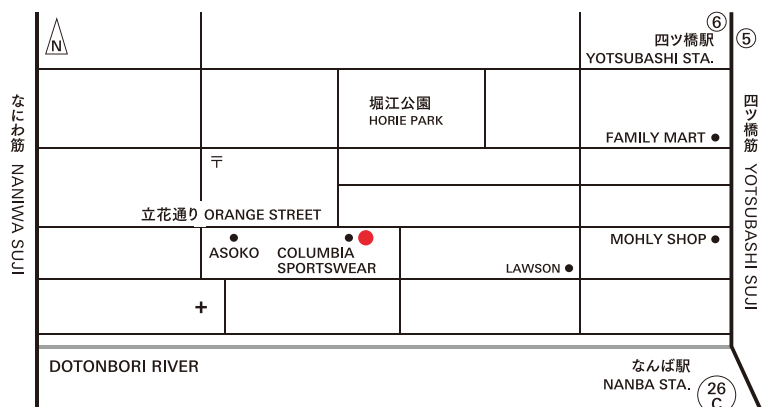 N
⑥
四ツ橋駅
YOTSUBASHI STA.
⑤
堀江公園
HORIE PARK
なにわ筋 NANIWA SUJI
四ツ橋筋 YOTSUBASHI SUJI
FAMILY MART
〒
立花通り ORANGE STREET
ASOKO
COLUMBIA
SPORTSWEAR
MOHLY SHOP
LAWSON
DOTONBORI RIVER
なんば駅
NANBA STA.
26
C